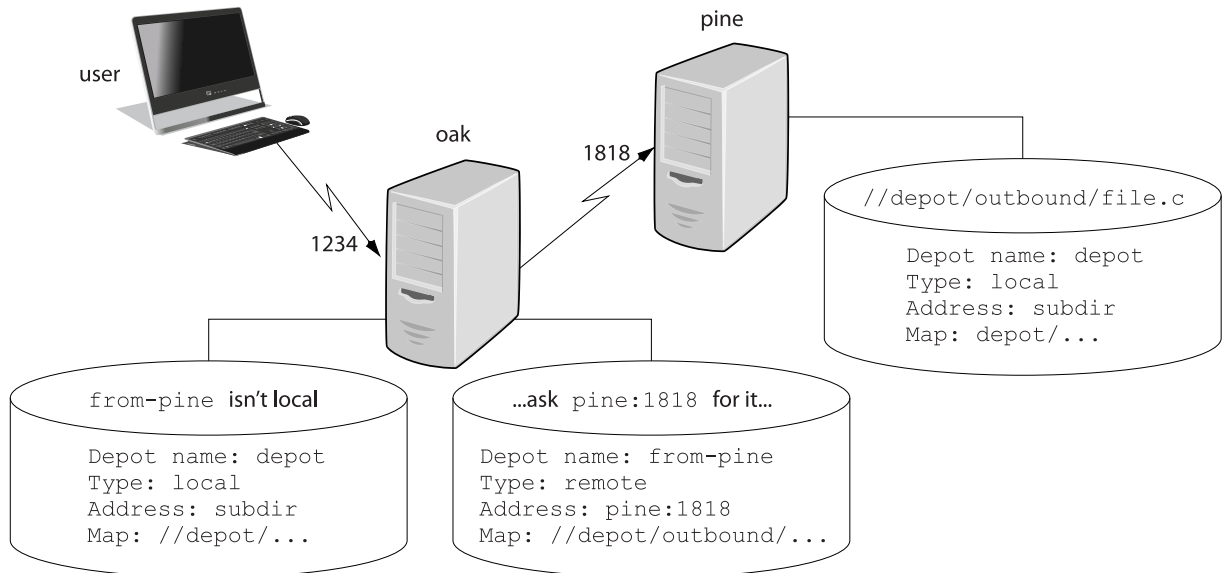 pine
user
oak
1818
1234
//depot/outbound/file.c
Depot name: depot
Type: local
Address: subdir
Map: depot/...
from-pine isn't local
Depot name: depot
Type: local
Address: subdir
Map: //depot/...
...ask pine:1818 for it...
Depot name: from-pine
Type: remote
Address: pine:1818
Map: //depot/outbound/...